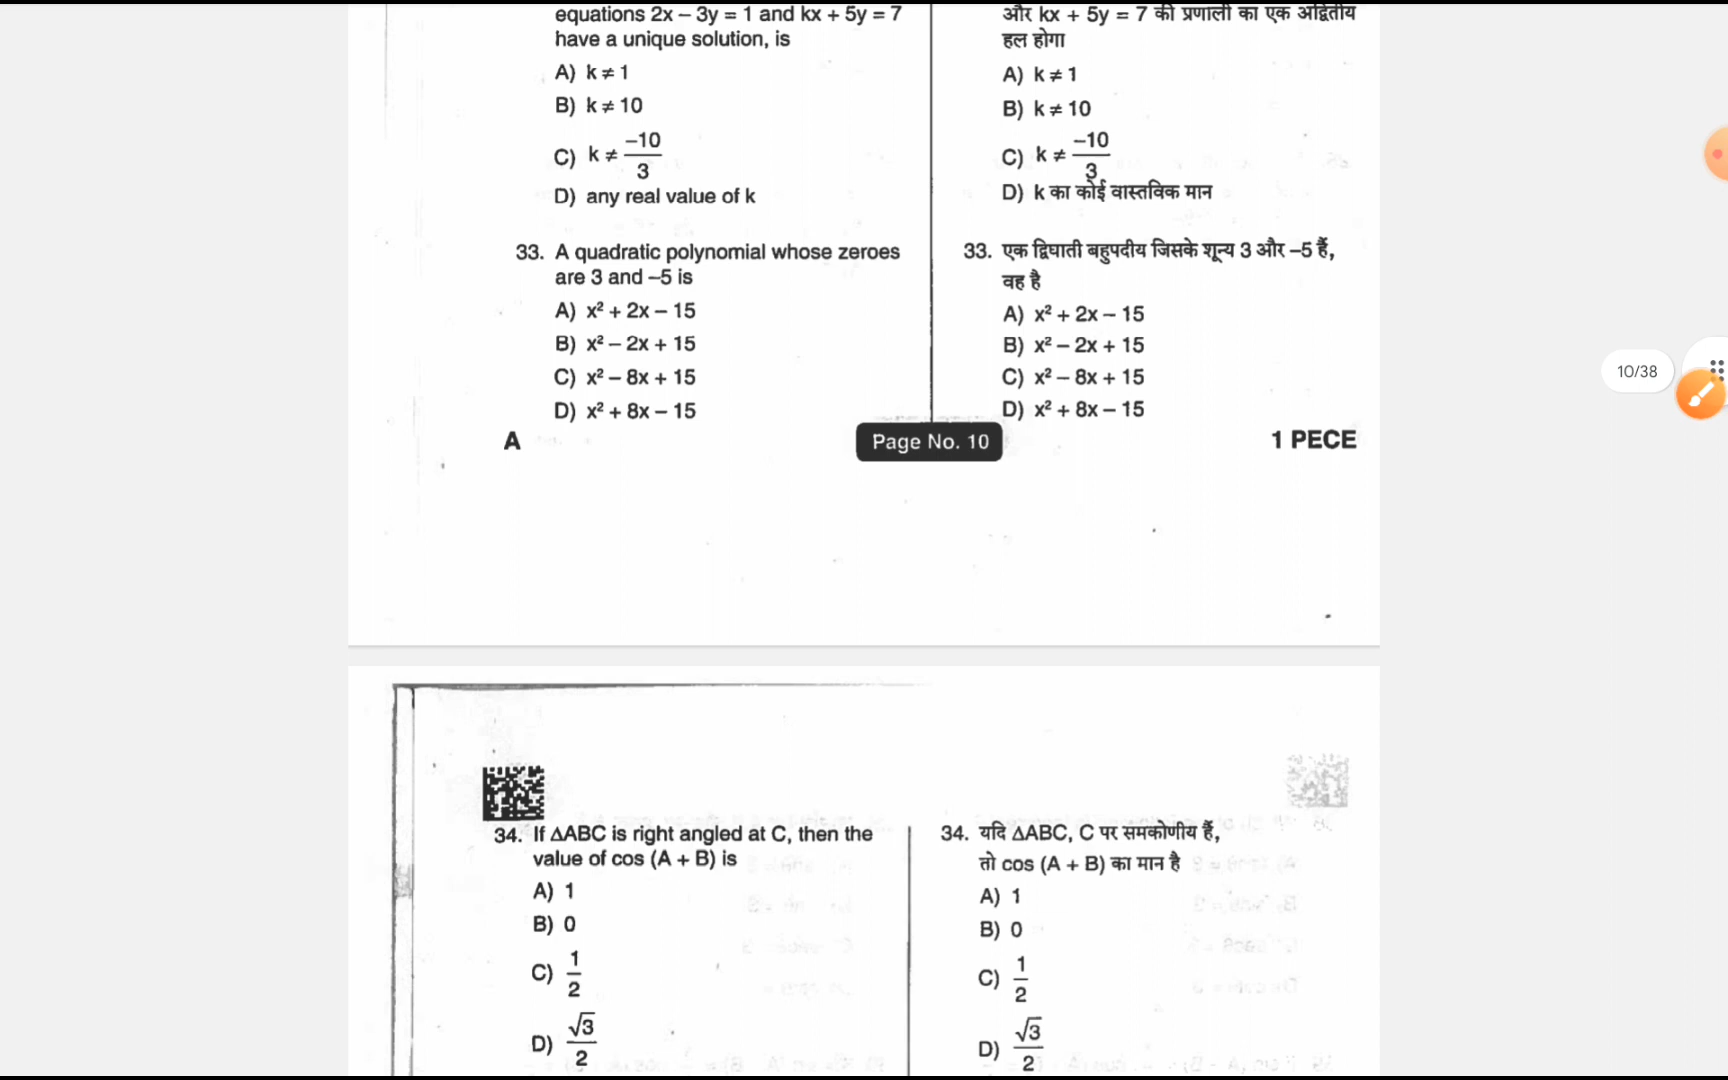 equations 2x – 3y = 1 and kx + 5y = 7
have a unique solution, is
A) k ≠ 1
B) k ≠ 10
C) k ≠ –10/3
D) any real value of k
33. A quadratic polynomial whose zeroes
are 3 and –5 is
A) x² + 2x – 15
B) x² – 2x + 15
C) x² – 8x + 15
D) x² + 8x – 15
और kx + 5y = 7 की प्रणाली का एक अद्वितीय
हल होगा
A) k ≠ 1
B) k ≠ 10
C) k ≠ –10/3
D) k का कोई वास्तविक मान
33. एक द्विघाती बहुपदीय जिसके शून्य 3 और –5 हैं,
वह है
A) x² + 2x – 15
B) x² – 2x + 15
C) x² – 8x + 15
D) x² + 8x – 15
A
Page No. 10
1 PECE
10/38
34. If ΔABC is right angled at C, then the
value of cos (A + B) is
A) 1
B) 0
C) 1/2
D) √3/2
34. यदि ΔABC, C पर समकोणीय हैं,
तो cos (A + B) का मान है
A) 1
B) 0
C) 1/2
D) √3/2